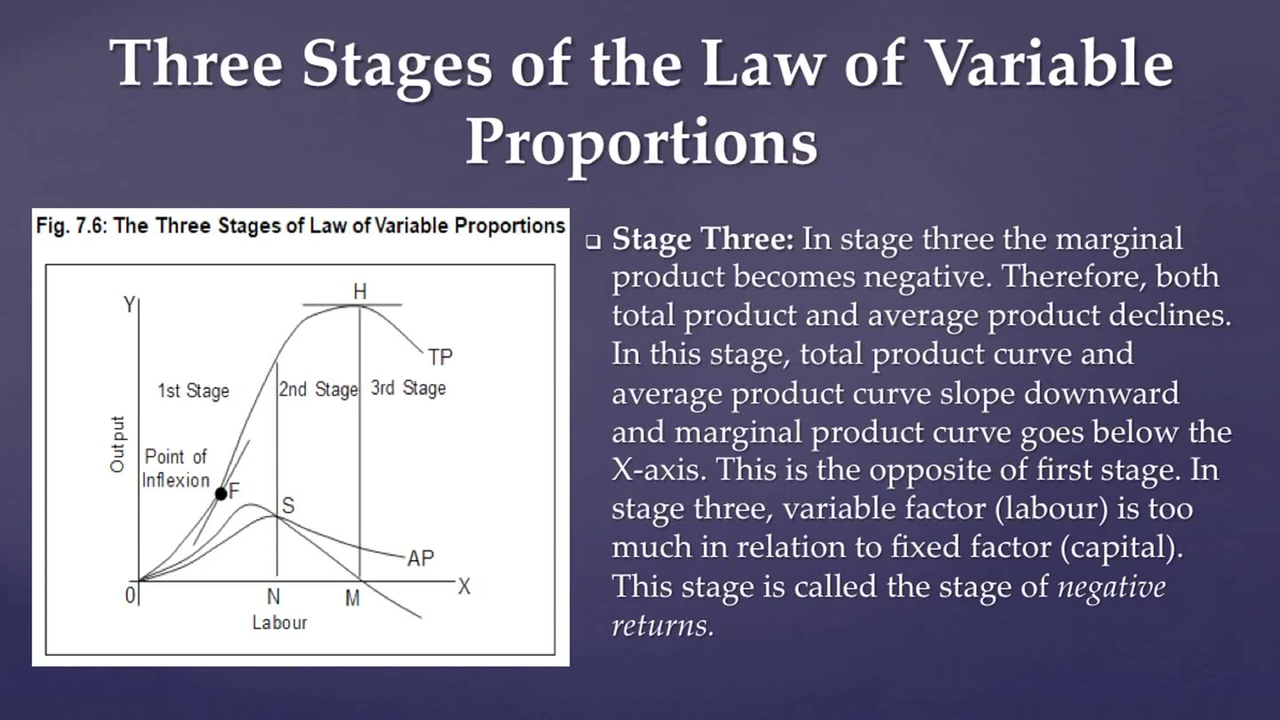 Three Stages of the Law of Variable
Proportions
Fig. 7.6: The Three Stages of Law of Variable Proportions
Y
H
TP
1st Stage
2nd Stage
3rd Stage
Output
Point of
Inflexion
F
S
AP
0
N
M
X
Labour
Stage Three: In stage three the marginal
product becomes negative. Therefore, both
total product and average product declines.
In this stage, total product curve and
average product curve slope downward
and marginal product curve goes below the
X-axis. This is the opposite of first stage. In
stage three, variable factor (labour) is too
much in relation to fixed factor (capital).
This stage is called the stage of negative
returns.